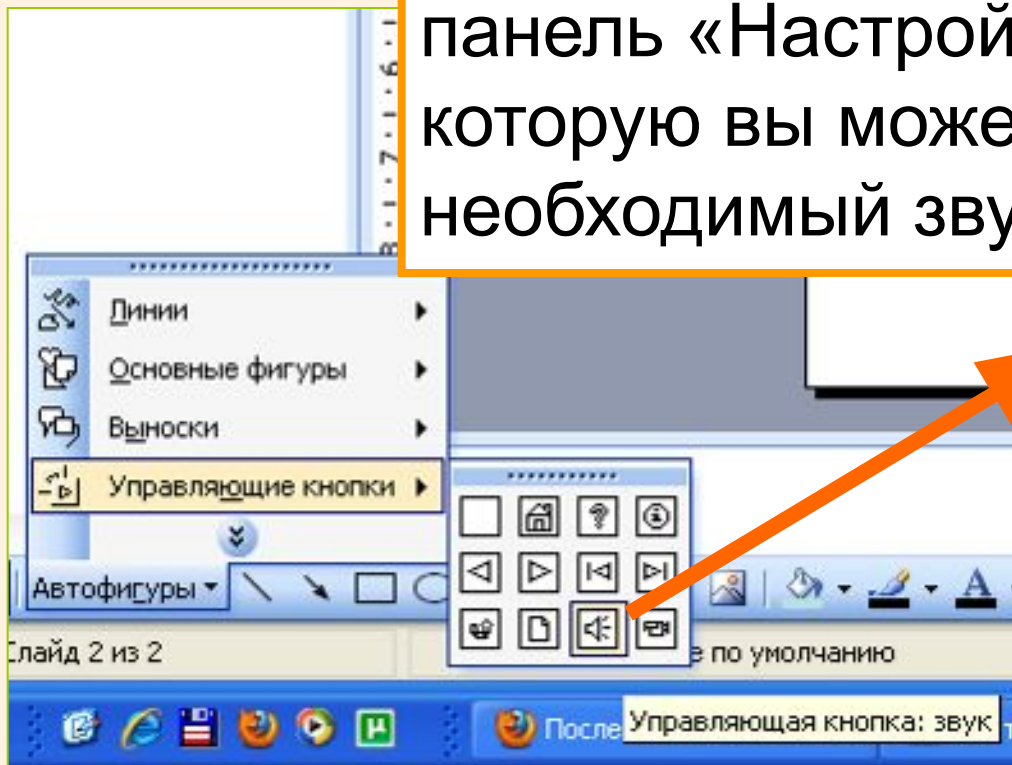 панель «Настрой
которую вы може
необходимый зву
Линии
Основные фигуры
Выноски
Управляющие кнопки
Автофигуры
Слайд 2 из 2
е по умолчанию
После
Управляющая кнопка: звук